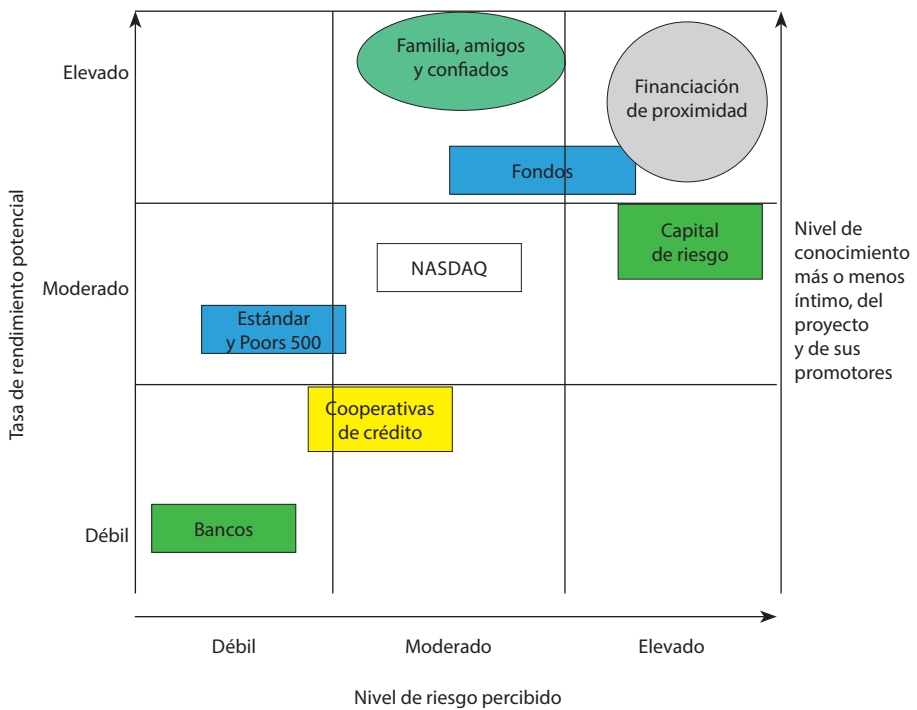 Tasa de rendimiento potencial
Elevado
Moderado
Débil
Familia, amigos
y confiados
Financiación
de proximidad
Fondos
Capital
de riesgo
NASDAQ
Estándar
y Poors 500
Cooperativas
de crédito
Bancos
Nivel de
conocimiento
más o menos
íntimo, del
proyecto
y de sus
promotores
Débil
Moderado
Elevado
Nivel de riesgo percibido